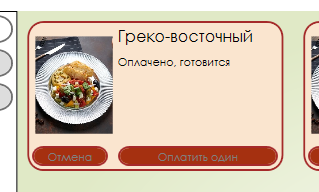 Греко-восточный
Оплачено, готовится
Отмена
Оплатить один